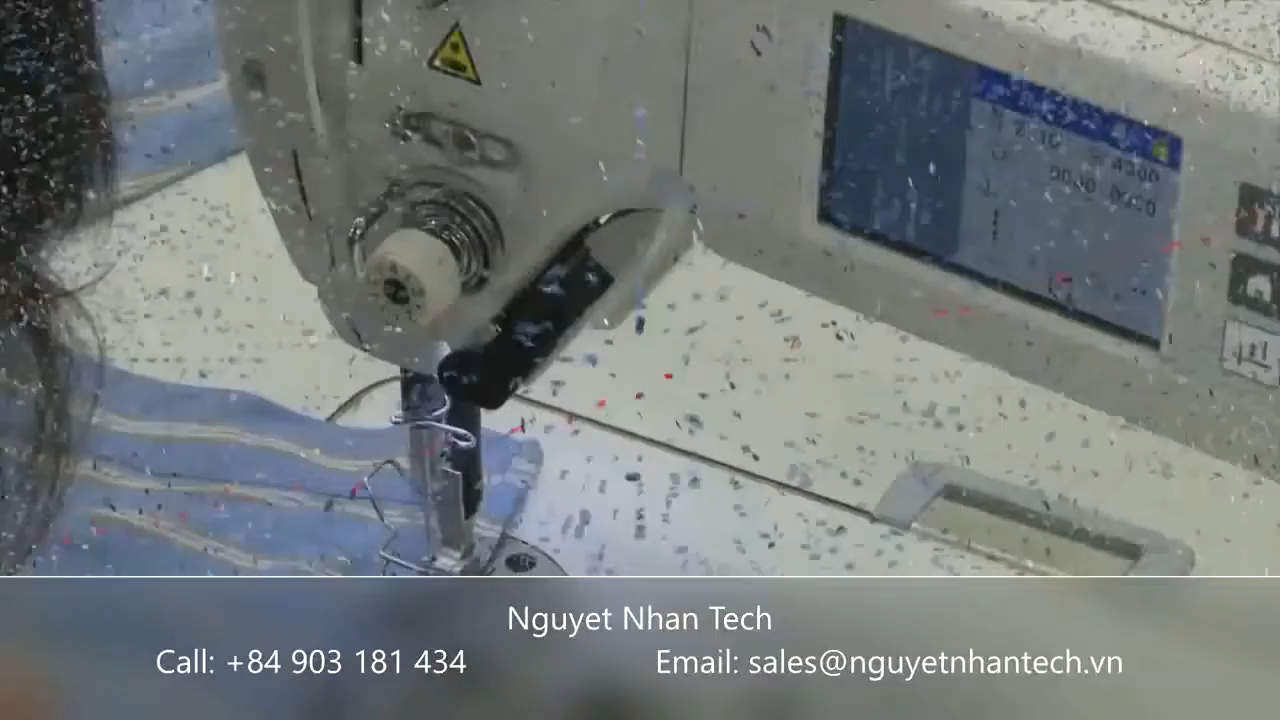 Nguyet Nhan Tech
Call: +84 903 181 434
Email: sales@nguyetnhantech.vn